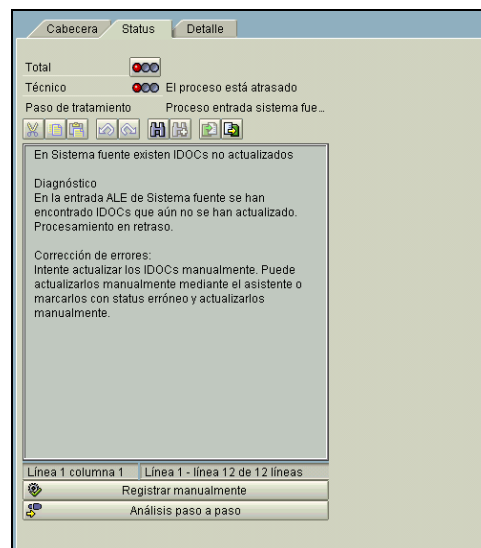 Cabecera Status Detalle
Total
Técnico El proceso está atrasado
Paso de tratamiento Proceso entrada sistema fue...
En Sistema fuente existen IDOCs no actualizados
Diagnóstico
En la entrada ALE de Sistema fuente se han
encontrado IDOCs que aún no se han actualizado.
Procesamiento en retraso.
Corrección de errores:
Intente actualizar los IDOCs manualmente. Puede
actualizarlos manualmente mediante el asistente o
marcarlos con status erróneo y actualizarlos
manualmente.
Línea 1 columna 1 Línea 1 - línea 12 de 12 líneas
Registrar manualmente
Análisis paso a paso